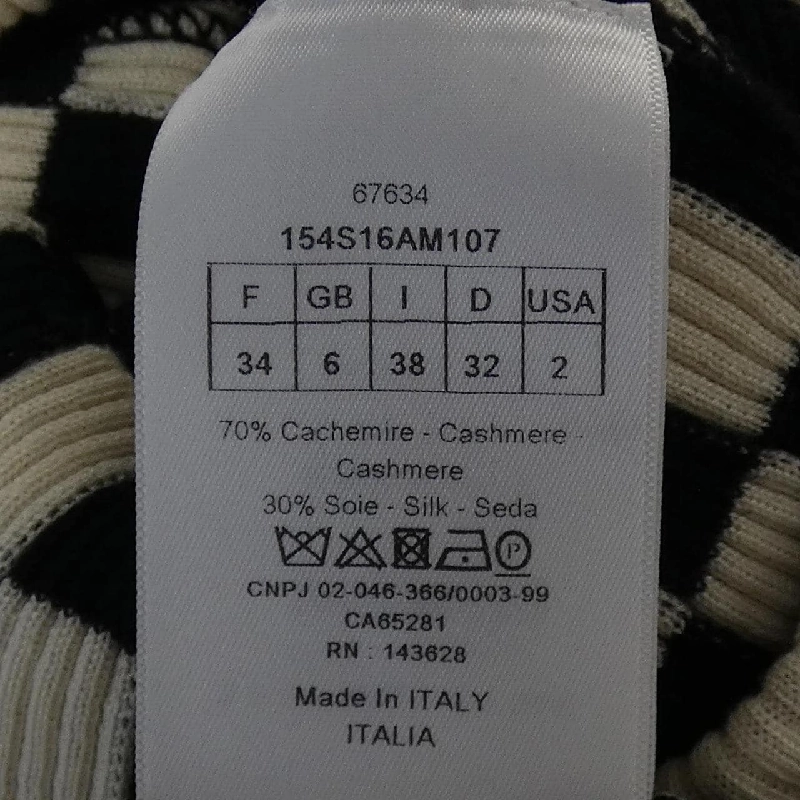 67634
154S16AM107
F GB I D USA
34 6 38 32 2
70% Cachemire - Cashmere -
Cashmere
30% Soie - Silk - Seda
P
CNPJ 02-046-366/0003-99
CA65281
RN : 143628
Made In ITALY
ITALIA